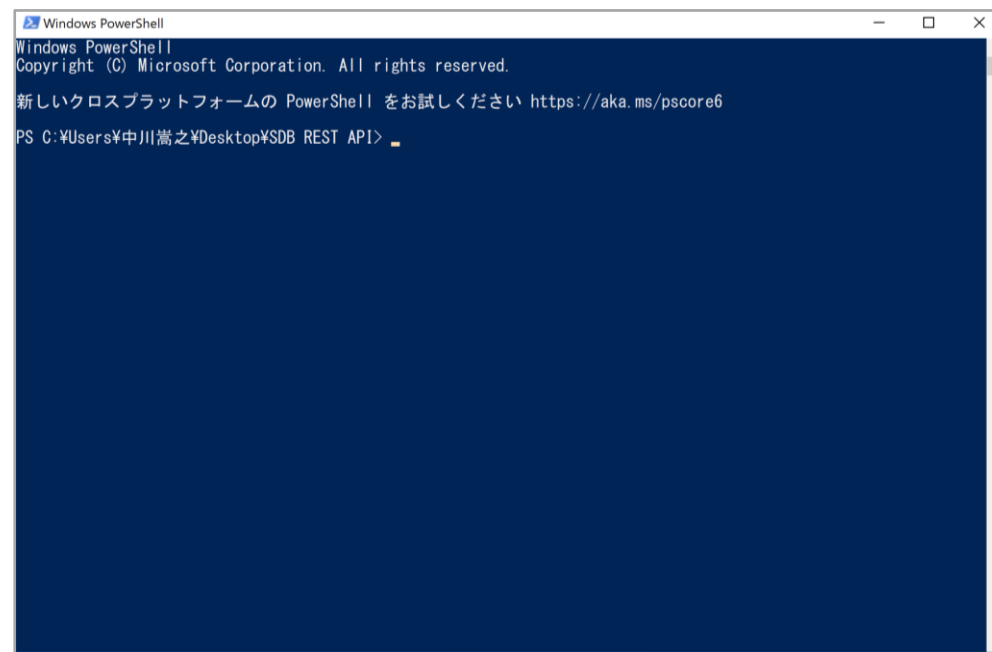 Windows PowerShell
Windows PowerShell
Copyright (C) Microsoft Corporation. All rights reserved.
新しいクロスプラットフォームの PowerShell をお試しください https://aka.ms/pscore6
PS C:¥Users¥中川嵩之¥Desktop¥SDB REST API>